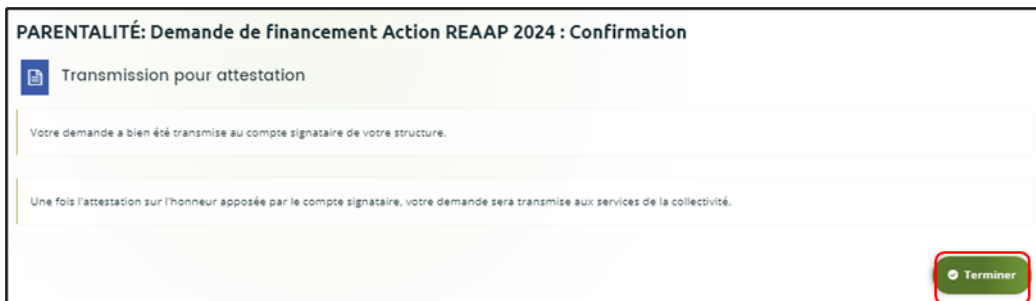 PARENTALITÉ: Demande de financement Action REAAP 2024 : Confirmation
Transmission pour attestation
Votre demande a bien été transmise au compte signataire de votre structure.
Une fois l'attestation sur l'honneur apposée par le compte signataire, votre demande sera transmise aux services de la collectivité.
Terminer